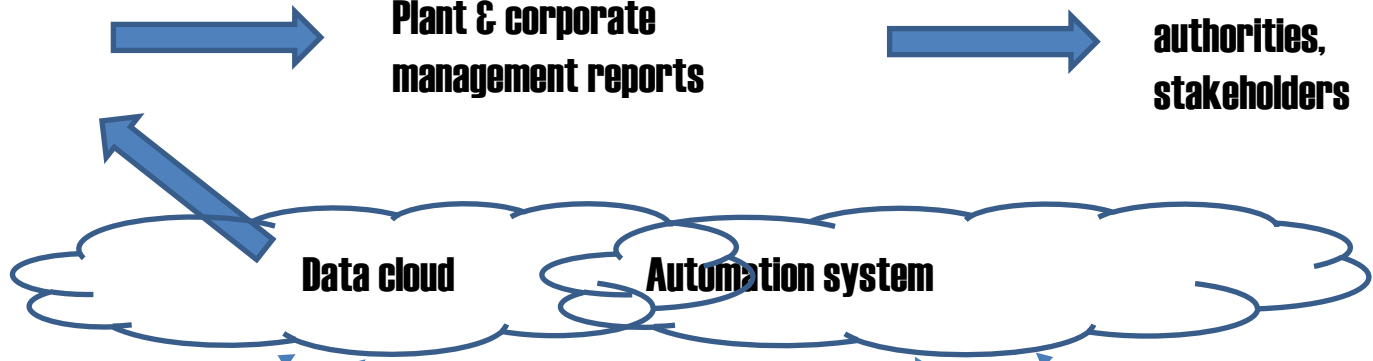 Plant & corporate
management reports
authorities,
stakeholders
Data cloud
Automation system